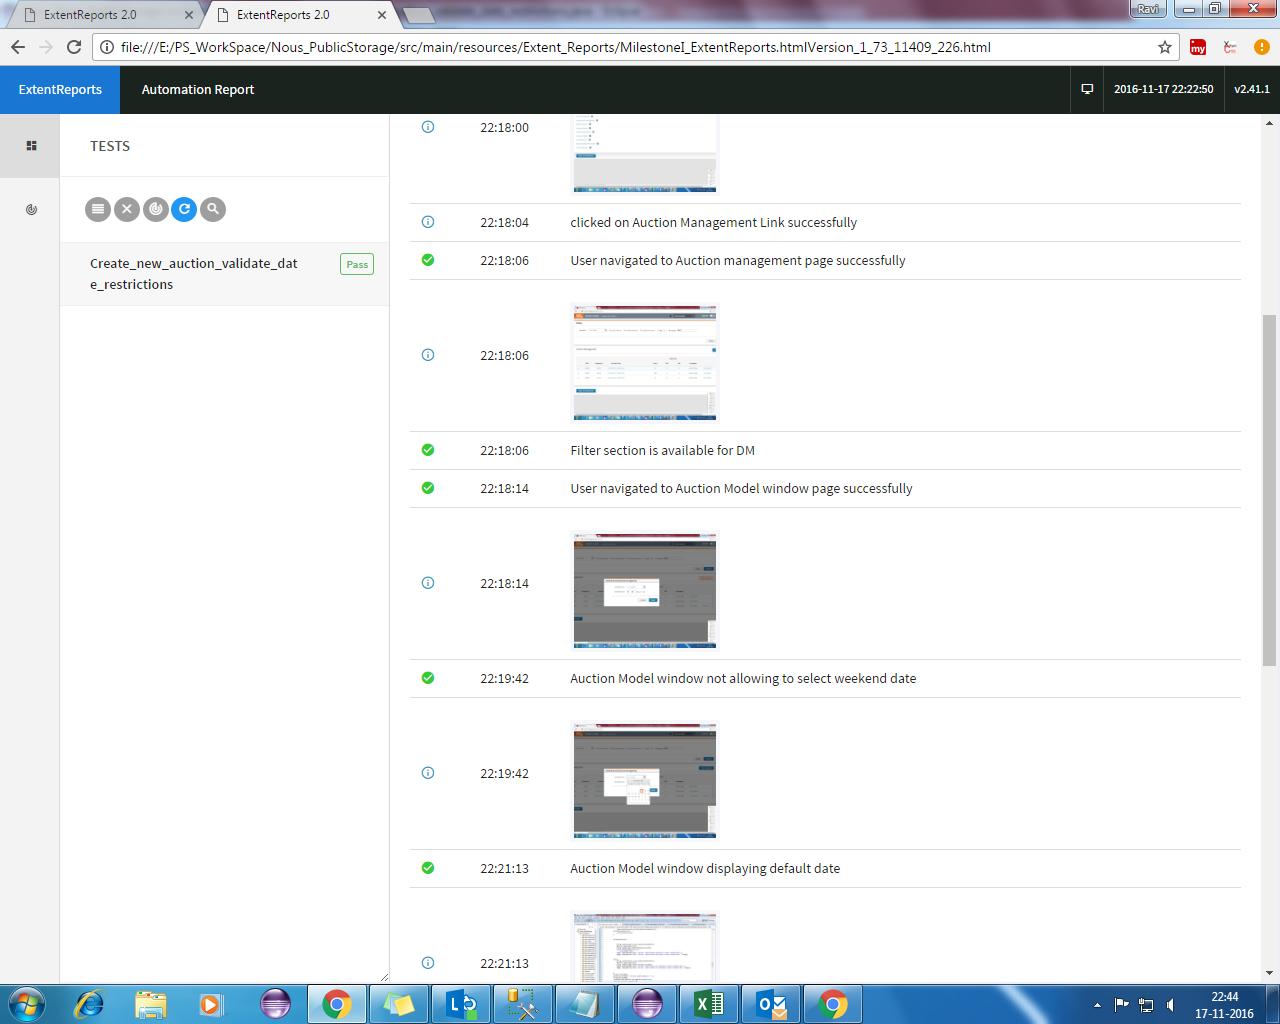 ExtentReports 2.0
ExtentReports 2.0
Ravi
file:///E:/PS_WorkSpace/Nous_PublicStorage/src/main/resources/Extent_Reports/MilestoneI_ExtentReports.htmlVersion_1_73_11409_226.html
my
ExtentReports
Automation Report
2016-11-17 22:22:50
v2.41.1
TESTS
Create_new_auction_validate_dat
e_restrictions
Pass
22:18:00
22:18:04 clicked on Auction Management Link successfully
22:18:06 User navigated to Auction management page successfully
22:18:06
22:18:06 Filter section is available for DM
22:18:14 User navigated to Auction Model window page successfully
22:18:14
22:19:42 Auction Model window not allowing to select weekend date
22:19:42
22:21:13 Auction Model window displaying default date
22:21:13
22:44
17-11-2016